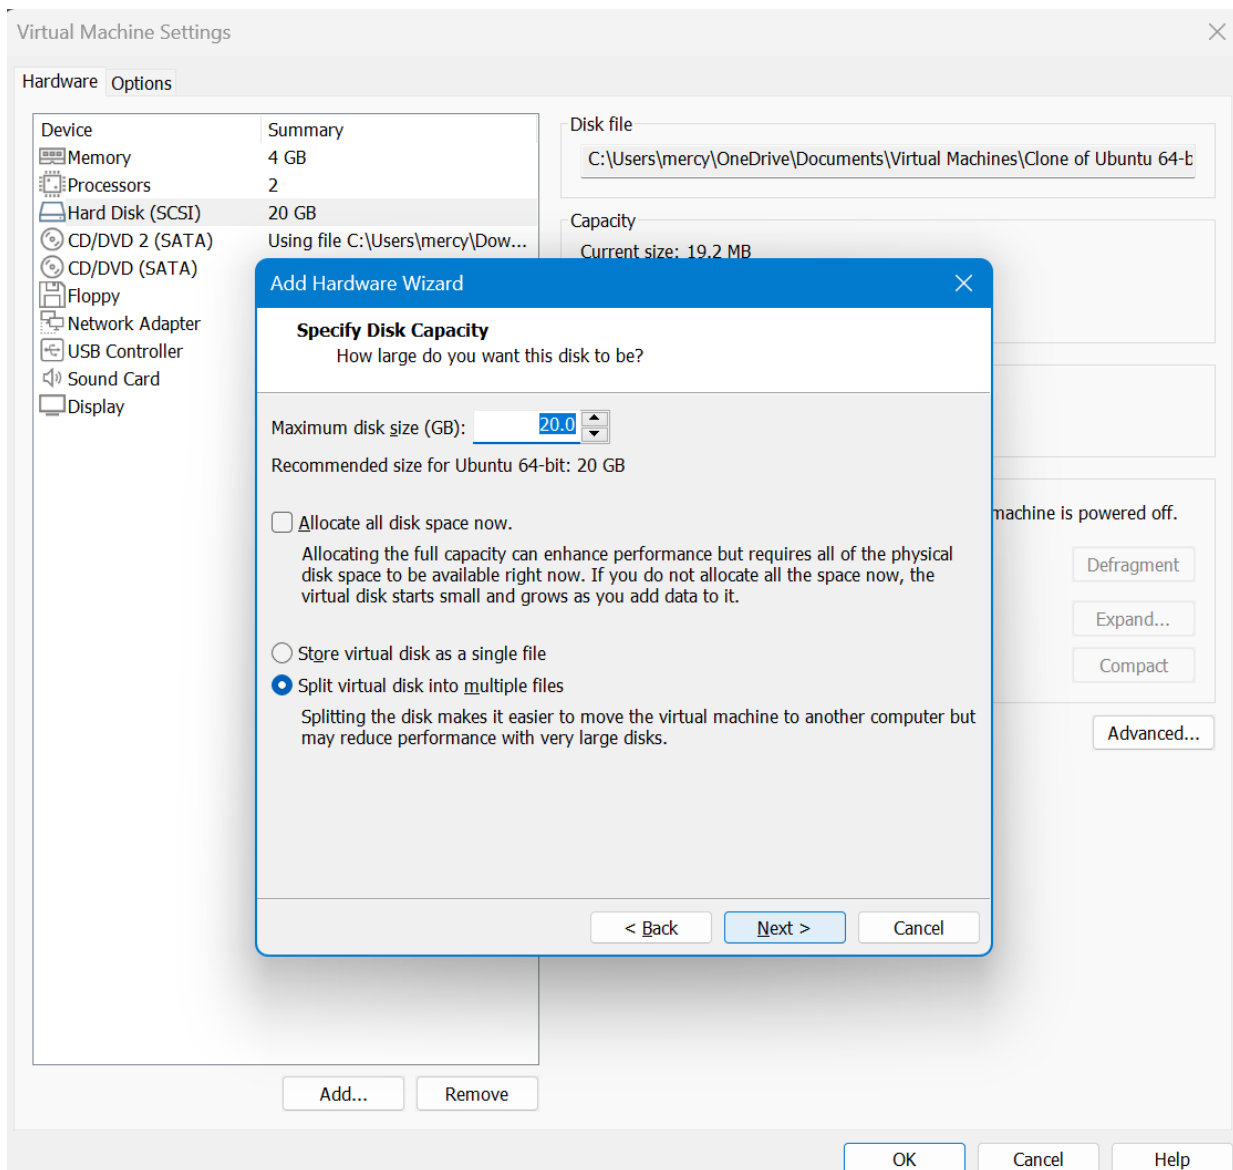 Virtual Machine Settings
Hardware Options
Device Summary
Memory 4 GB
Processors 2
Hard Disk (SCSI) 20 GB
CD/DVD 2 (SATA) Using file C:\Users\mercy\Dow...
CD/DVD (SATA)
Floppy
Network Adapter
USB Controller
Sound Card
Display
Add... Remove
Disk file
C:\Users\mercy\OneDrive\Documents\Virtual Machines\Clone of Ubuntu 64-b
Capacity
Current size: 19.2 MB
machine is powered off.
Defragment
Expand...
Compact
Advanced...
Add Hardware Wizard
Specify Disk Capacity
How large do you want this disk to be?
Maximum disk size (GB): 20.0
Recommended size for Ubuntu 64-bit: 20 GB
Allocate all disk space now.
Allocating the full capacity can enhance performance but requires all of the physical
disk space to be available right now. If you do not allocate all the space now, the
virtual disk starts small and grows as you add data to it.
Store virtual disk as a single file
Split virtual disk into multiple files
Splitting the disk makes it easier to move the virtual machine to another computer but
may reduce performance with very large disks.
< Back Next > Cancel
OK Cancel Help